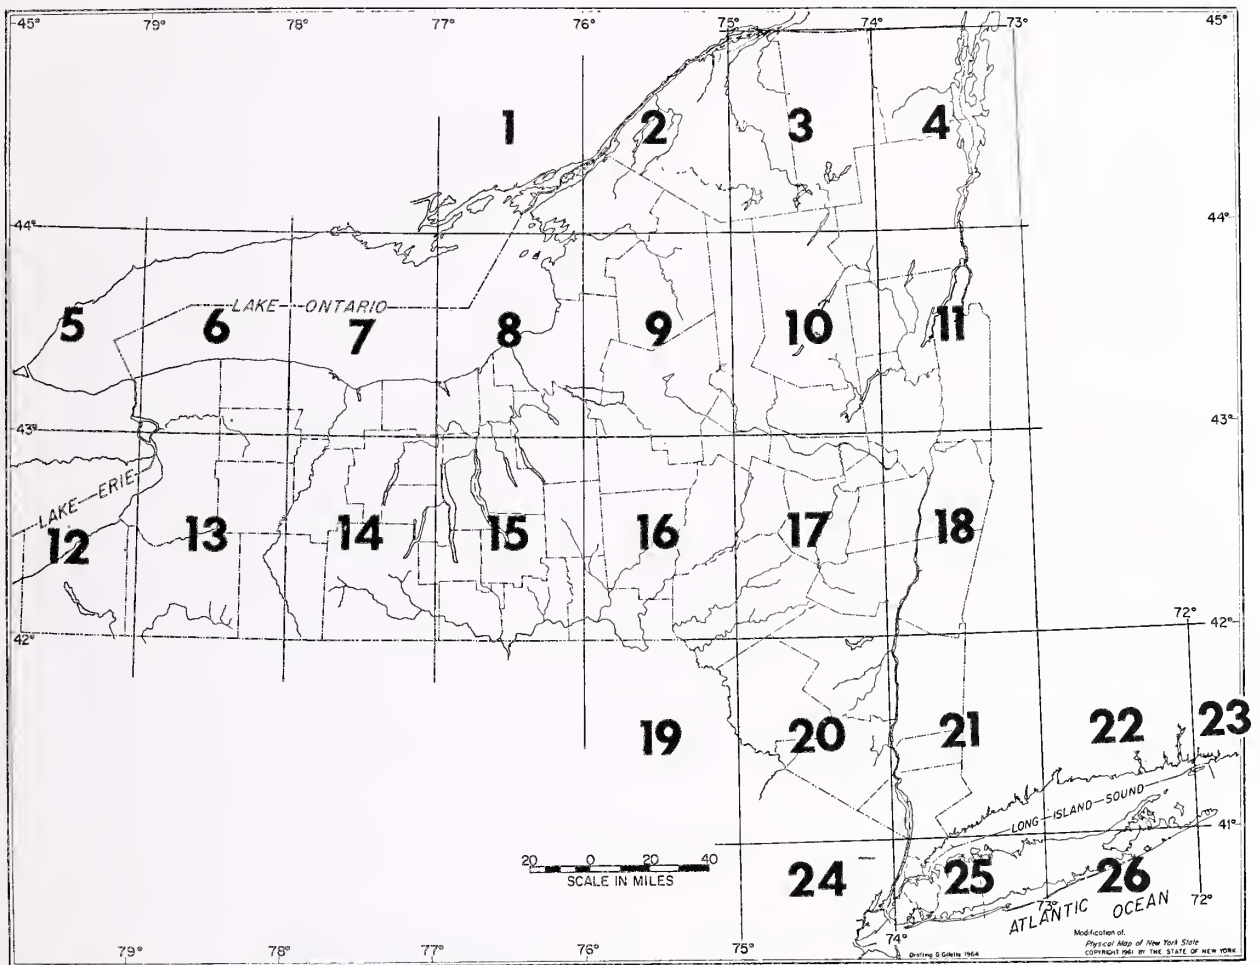 45° 79° 78° 77° 76° 75° 74° 73° 45°
1 2 3 4
44° 44°
LAKE ONTARIO
5 6 7 8 9 10 11
43° 43°
LAKE ERIE
12 13 14 15 16 17 18
42° 72° 42°
19 20 21 22 23
LONG ISLAND SOUND
41°
20 0 20 40
SCALE IN MILES
24 25 26
73° 72°
ATLANTIC OCEAN
74°
79° 78° 77° 76° 75°
Modification of:
Physical Map of New York State
COPYRIGHT 1961 BY THE STATE OF NEW YORK